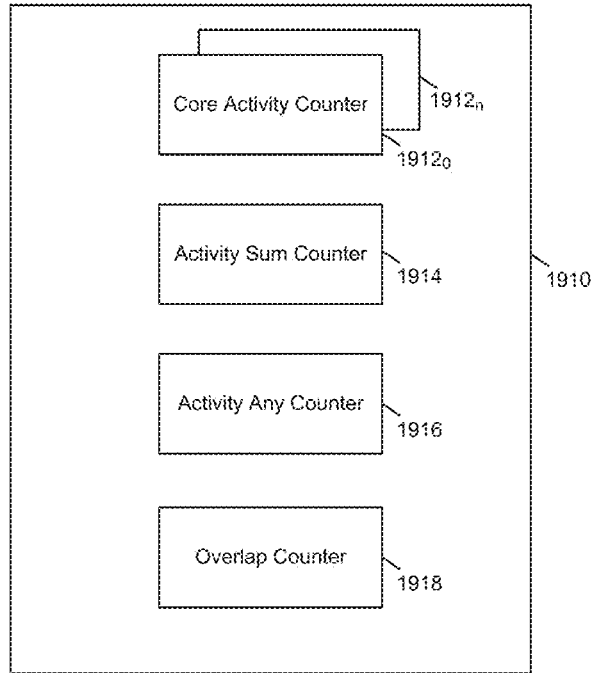 Core Activity Counter
1912n
19120
Activity Sum Counter
1914
1910
Activity Any Counter
1916
Overlap Counter
1918